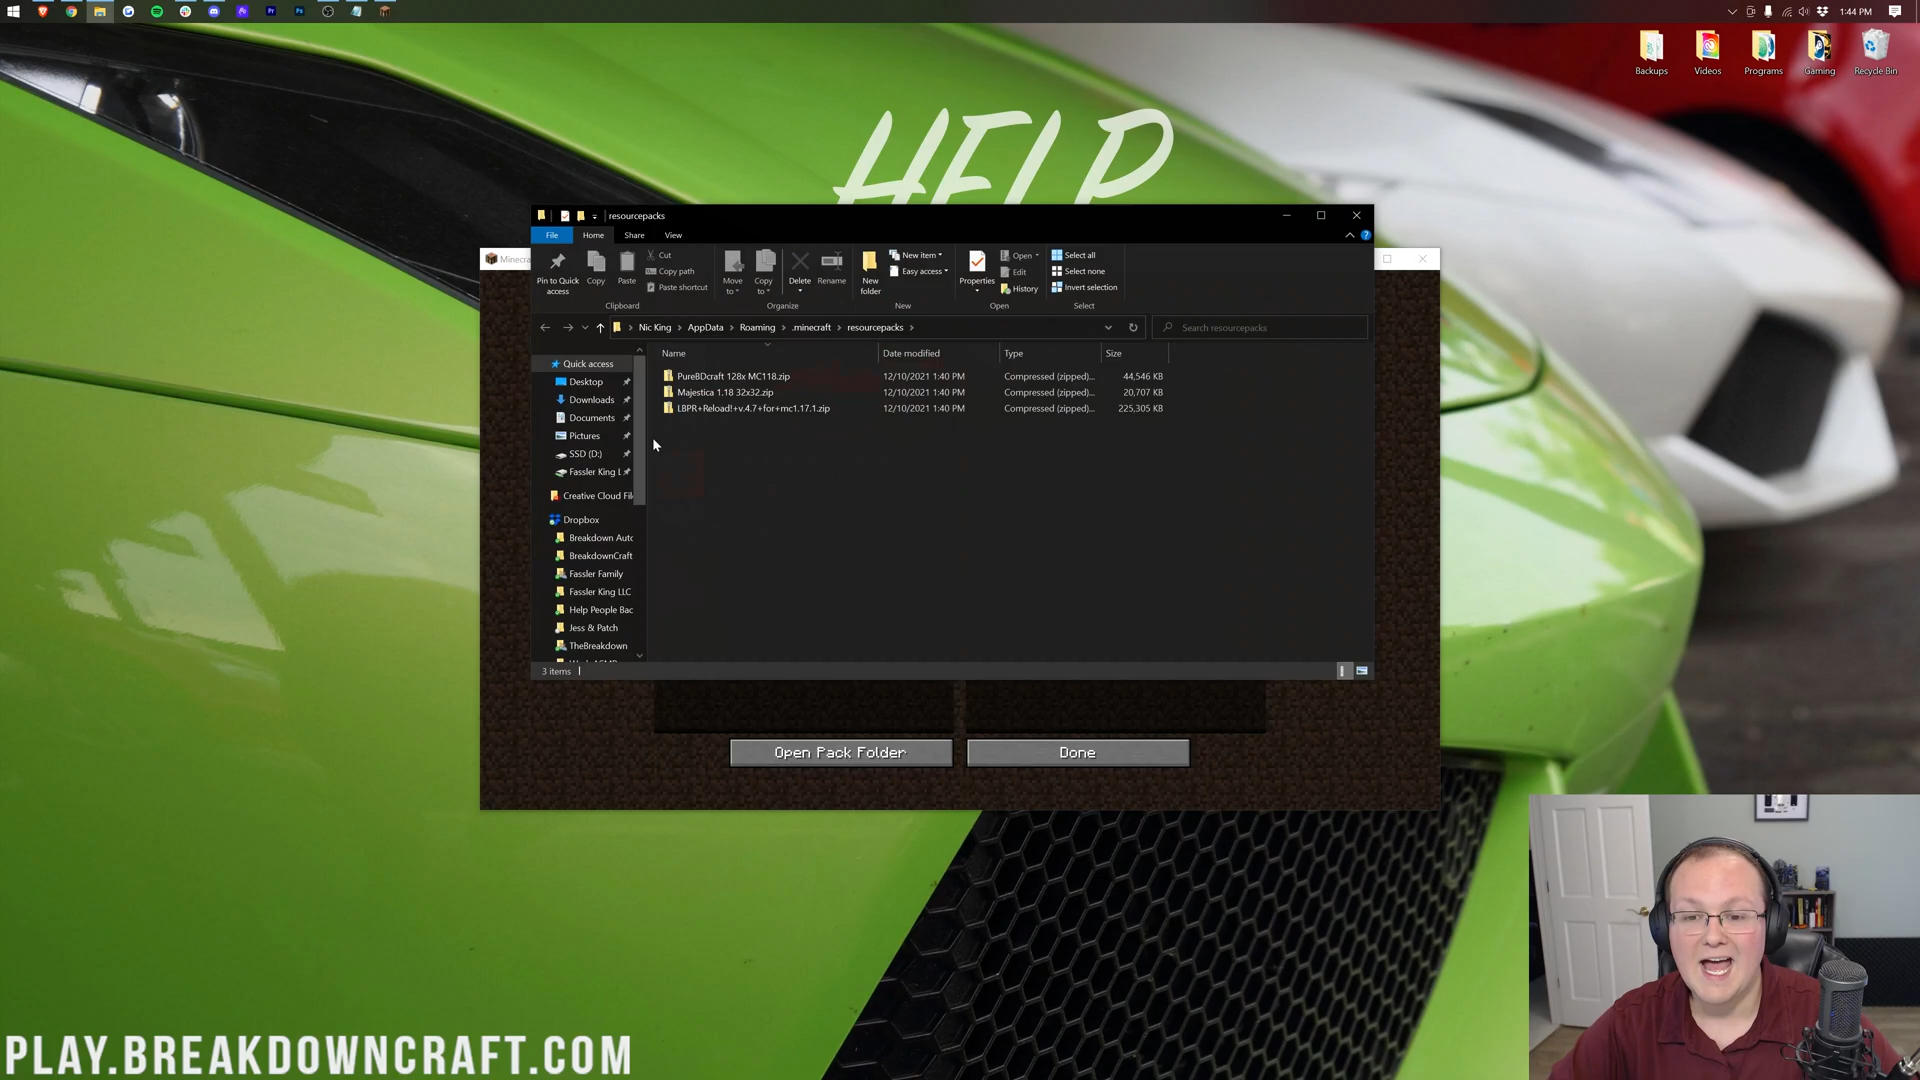 1:44 PM
Backups
Videos
Programs
Gaming
Recycle Bin
HELP
resourcepacks
File
Home
Share
View
Minecr
Pin to Quick access
Copy
Paste
Cut
Copy path
Paste shortcut
Clipboard
Move to
Copy to
Delete
Rename
Organize
New folder
New item
Easy access
New
Properties
Open
Edit
History
Open
Select all
Select none
Invert selection
Select
Nic King
AppData
Roaming
.minecraft
resourcepacks
Search resourcepacks
Name
Date modified
Type
Size
PureBDcraft 128x MC118.zip 12/10/2021 1:40 PM Compressed (zipped)... 44,546 KB
Majestica 1.18 32x32.zip 12/10/2021 1:40 PM Compressed (zipped)... 20,707 KB
LBPR+Reload!+v.4.7+for+mc1.17.1.zip 12/10/2021 1:40 PM Compressed (zipped)... 225,305 KB
Quick access
Desktop
Downloads
Documents
Pictures
SSD (D:)
Fassler King L
Creative Cloud Fil
Dropbox
Breakdown Auto
BreakdownCraft
Fassler Family
Fassler King LLC
Help People Bac
Jess & Patch
TheBreakdown
3 items
Open Pack Folder
Done
PLAY.BREAKDOWNCRAFT.COM